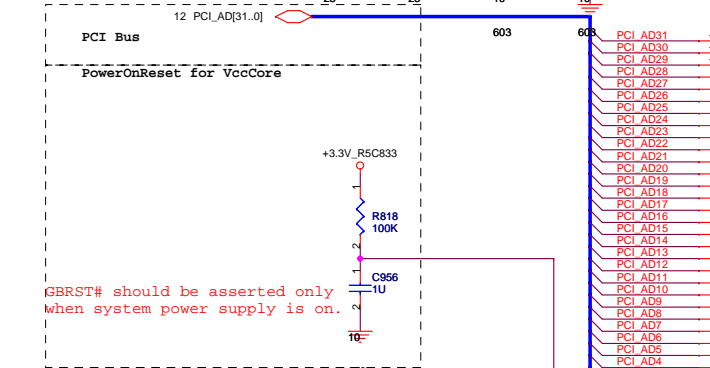 12 PCI_AD[31..0]
PCI Bus
603
603
PowerOnReset for VccCore
+3.3V_R5C833
1
R818
100K
2
1
C956
1U
2
10
GBRST# should be asserted only
when system power supply is on.
PCI_AD31
PCI_AD30
PCI_AD29
PCI_AD28
PCI_AD27
PCI_AD26
PCI_AD25
PCI_AD24
PCI_AD23
PCI_AD22
PCI_AD21
PCI_AD20
PCI_AD19
PCI_AD18
PCI_AD17
PCI_AD16
PCI_AD15
PCI_AD14
PCI_AD13
PCI_AD12
PCI_AD11
PCI_AD10
PCI_AD9
PCI_AD8
PCI_AD7
PCI_AD6
PCI_AD5
PCI_AD4